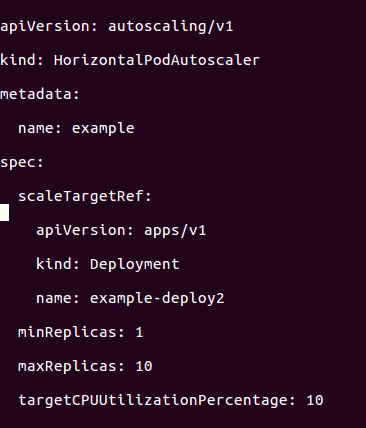 apiVersion: autoscaling/v1
kind: HorizontalPodAutoscaler
metadata:
  name: example
spec:
  scaleTargetRef:
    apiVersion: apps/v1
    kind: Deployment
    name: example-deploy2
  minReplicas: 1
  maxReplicas: 10
  targetCPUUtilizationPercentage: 10